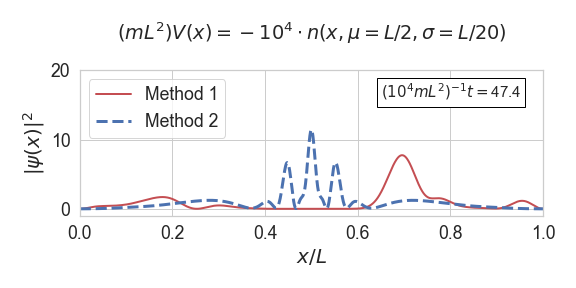 (mL²)V(x) = −10⁴ · n(x, μ = L/2, σ = L/20)
20
10
0
|ψ(x)|²
Method 1
Method 2
(10⁴mL²)⁻¹t = 47.4
0.0 0.2 0.4 0.6 0.8 1.0
x/L